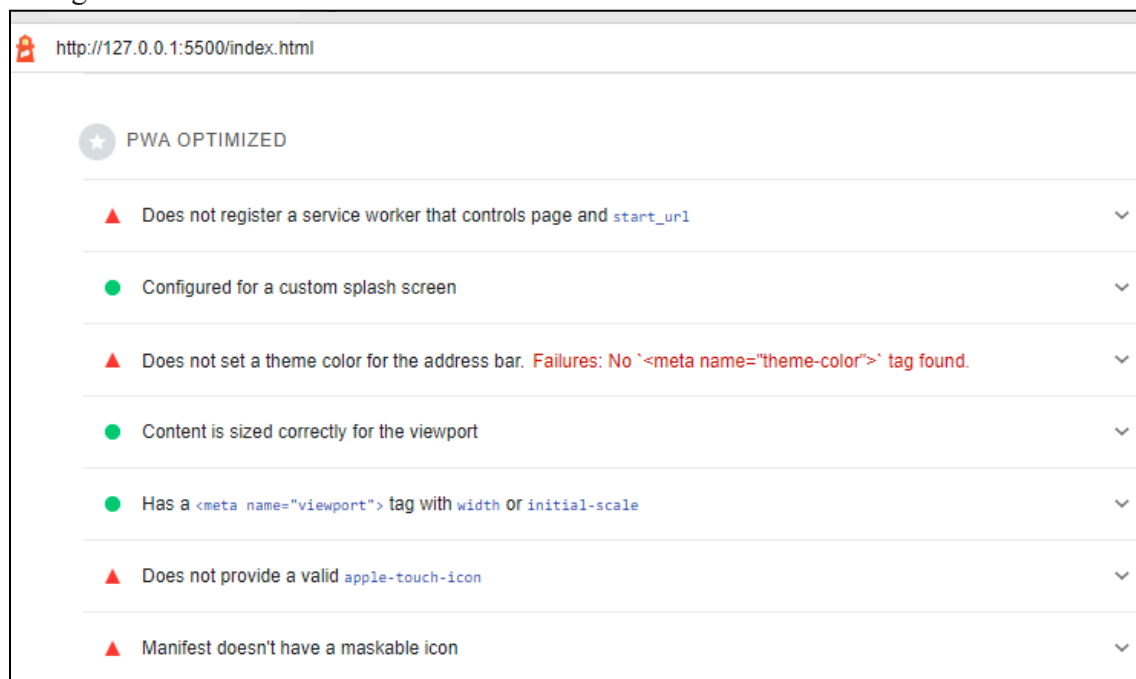 http://127.0.0.1:5500/index.html
PWA OPTIMIZED
Does not register a service worker that controls page and start_url
Configured for a custom splash screen
Does not set a theme color for the address bar. Failures: No `<meta name="theme-color">` tag found.
Content is sized correctly for the viewport
Has a <meta name="viewport"> tag with width or initial-scale
Does not provide a valid apple-touch-icon
Manifest doesn't have a maskable icon